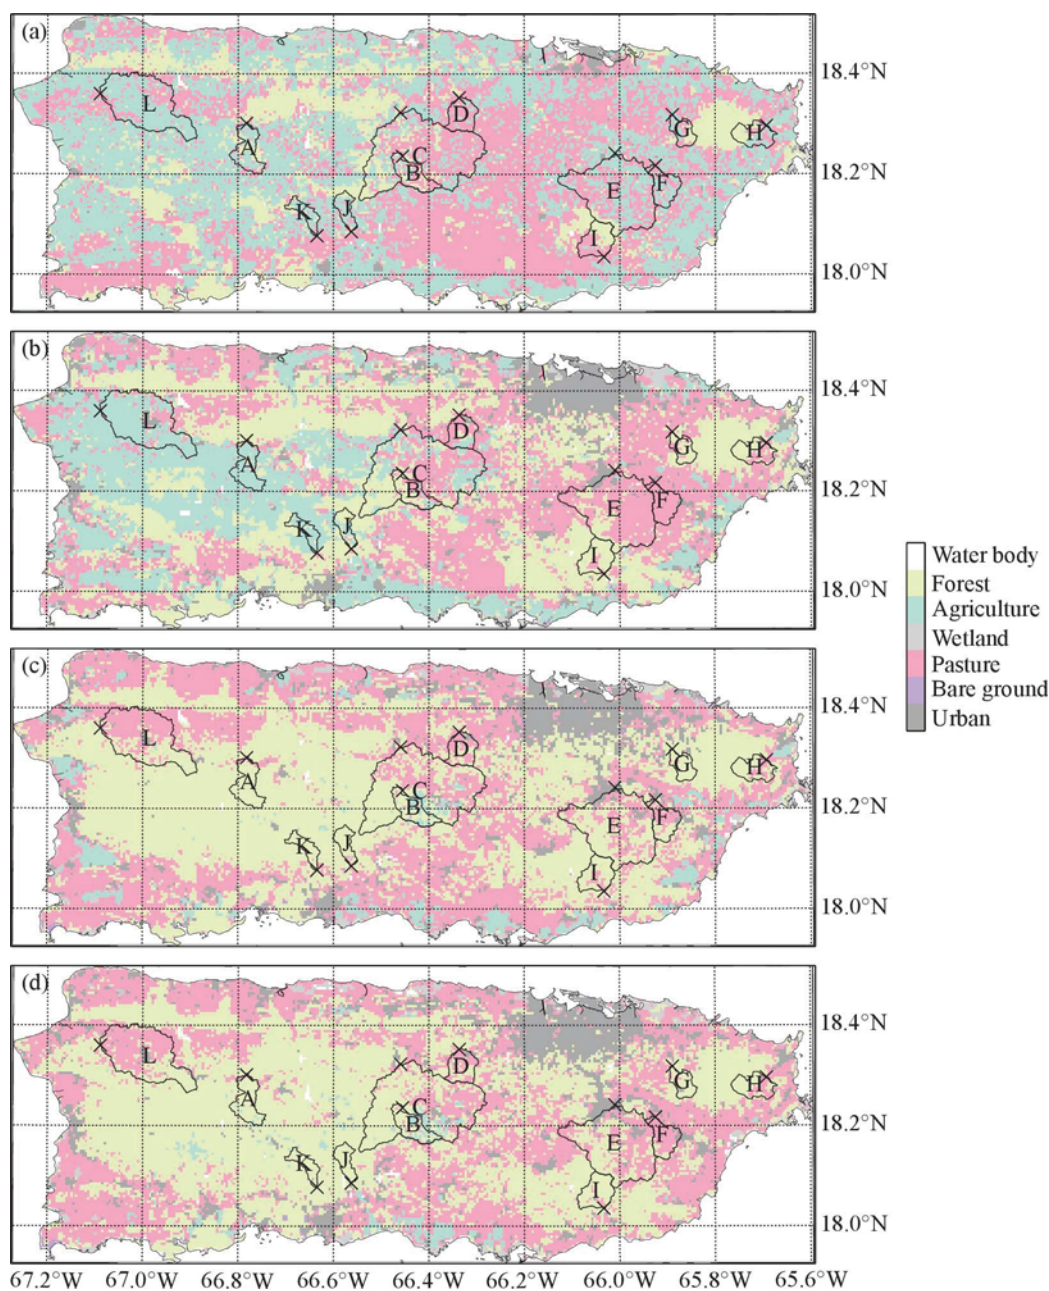 (a)
L
A
K
J
C
B
D
E
F
G
H
I
18.4°N
18.2°N
18.0°N
(b)
L
A
K
J
C
B
D
E
F
G
H
I
18.4°N
18.2°N
18.0°N
Water body
Forest
Agriculture
Wetland
Pasture
Bare ground
Urban
(c)
L
A
K
J
C
B
D
E
F
G
H
I
18.4°N
18.2°N
18.0°N
(d)
L
A
K
J
C
B
D
E
F
G
H
I
18.4°N
18.2°N
18.0°N
67.2°W 67.0°W 66.8°W 66.6°W 66.4°W 66.2°W 66.0°W 65.8°W 65.6°W